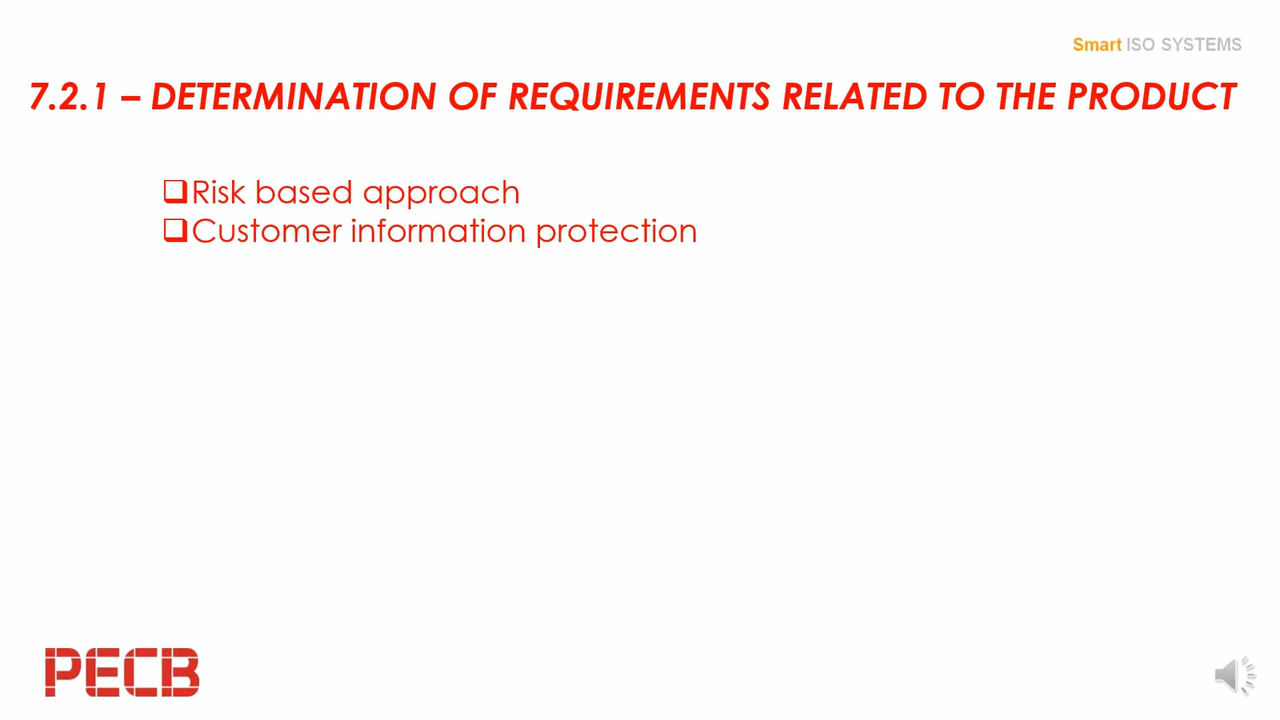 Smart ISO SYSTEMS
7.2.1 – DETERMINATION OF REQUIREMENTS RELATED TO THE PRODUCT
❑Risk based approach
❑Customer information protection
PECB